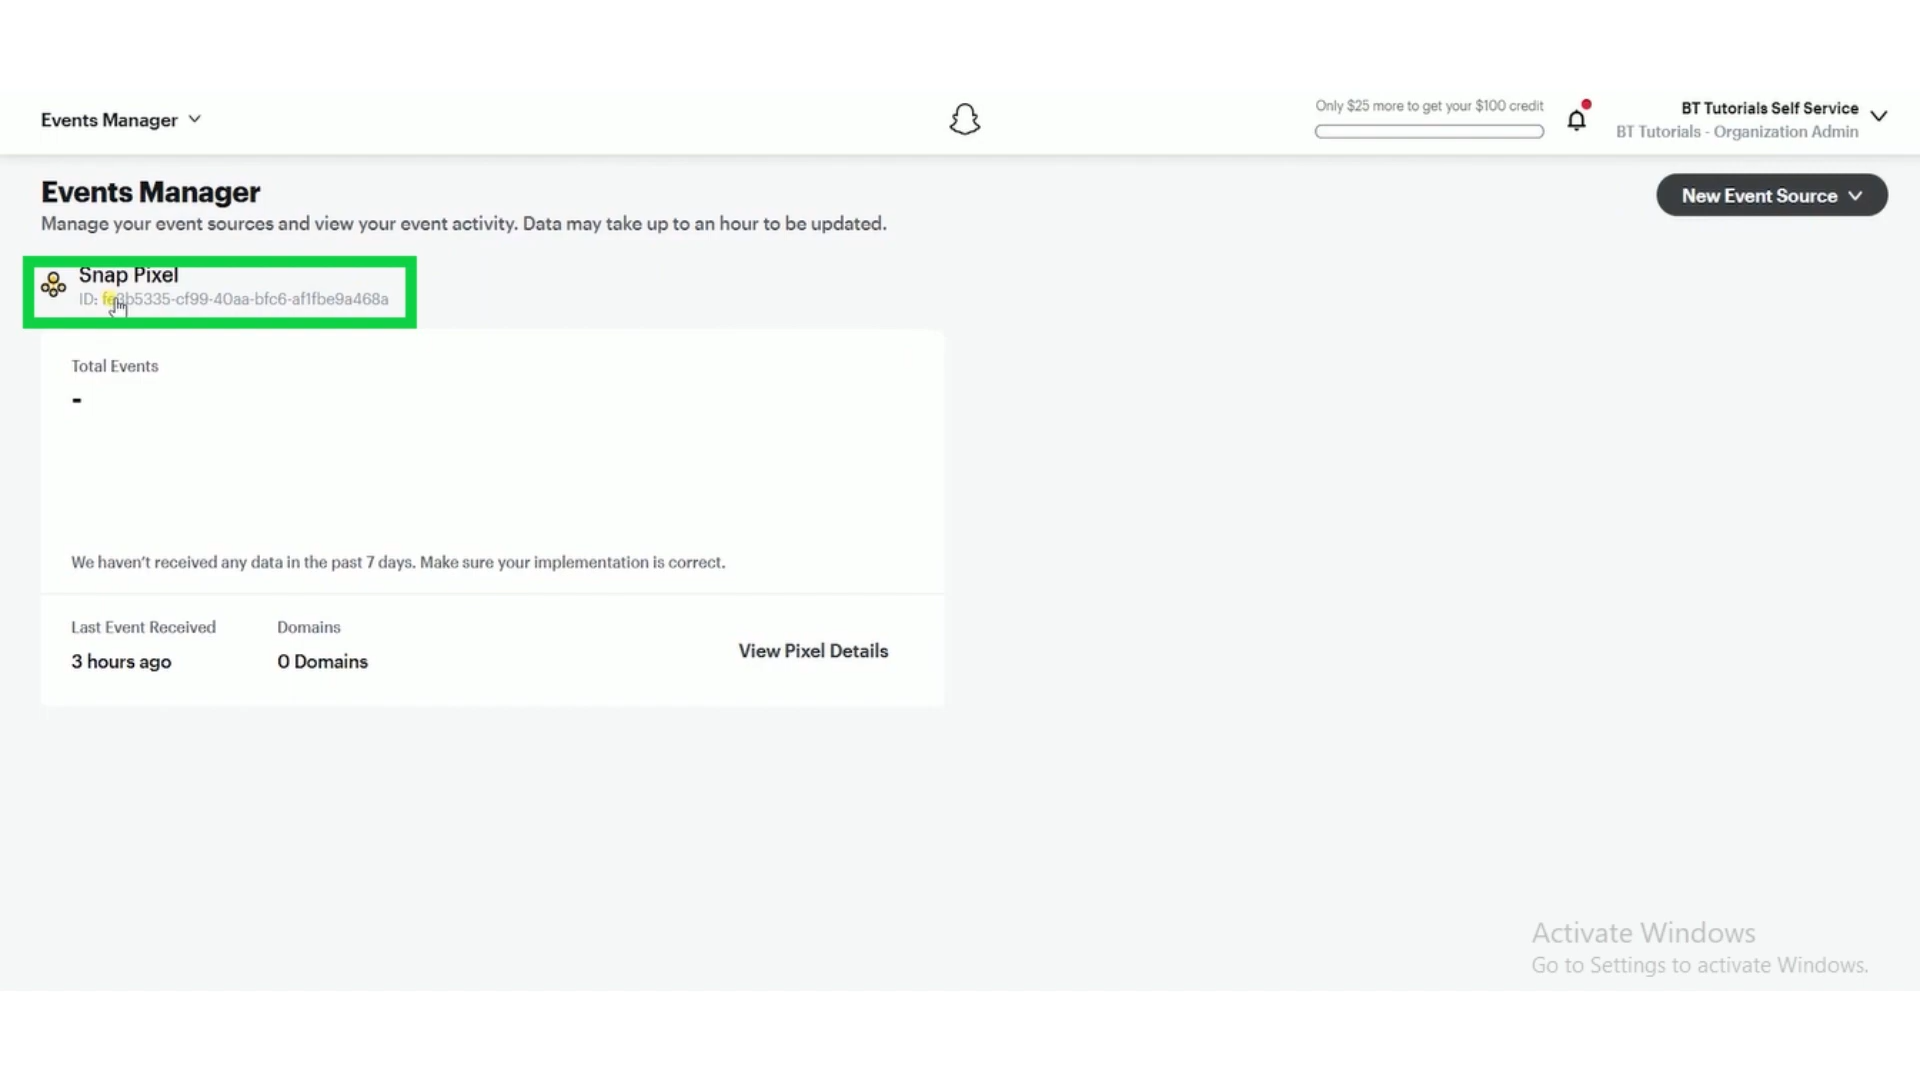 Events Manager
Only $25 more to get your $100 credit
BT Tutorials Self Service
BT Tutorials - Organization Admin
Events Manager
Manage your event sources and view your event activity. Data may take up to an hour to be updated.
New Event Source
Snap Pixel
ID: fe3b5335-cf99-40aa-bfc6-af1fbe9a468a
Total Events
-
We haven't received any data in the past 7 days. Make sure your implementation is correct.
Last Event Received
Domains
3 hours ago
0 Domains
View Pixel Details
Activate Windows
Go to Settings to activate Windows.